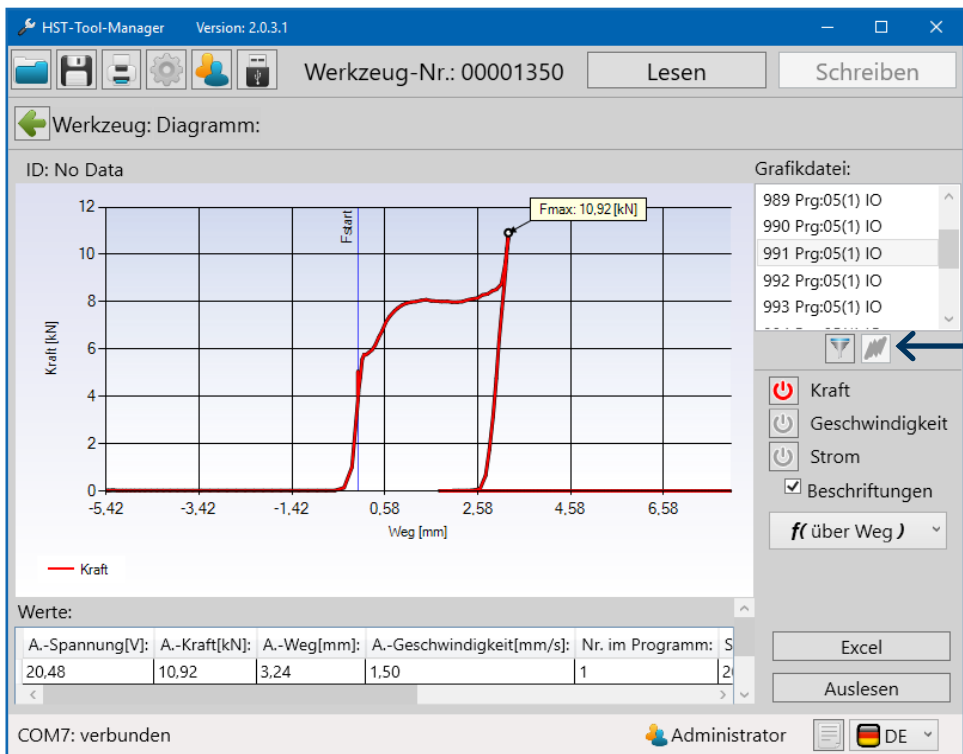 HST-Tool-Manager Version: 2.0.3.1
Werkzeug-Nr.: 00001350 Lesen Schreiben
Werkzeug: Diagramm:
ID: No Data
Grafikdatei:
989 Prg:05(1) IO
990 Prg:05(1) IO
991 Prg:05(1) IO
992 Prg:05(1) IO
993 Prg:05(1) IO
Fmax: 10,92 [kN]
Fstart
Kraft [kN]
12
10
8
6
4
2
0
-5,42 -3,42 -1,42 0,58 2,58 4,58 6,58
Weg [mm]
Kraft
Kraft
Geschwindigkeit
Strom
Beschriftungen
f( über Weg )
Werte:
A.-Spannung[V]: A.-Kraft[kN]: A.-Weg[mm]: A.-Geschwindigkeit[mm/s]: Nr. im Programm: S
20,48 10,92 3,24 1,50 1
Excel
Auslesen
COM7: verbunden Administrator DE